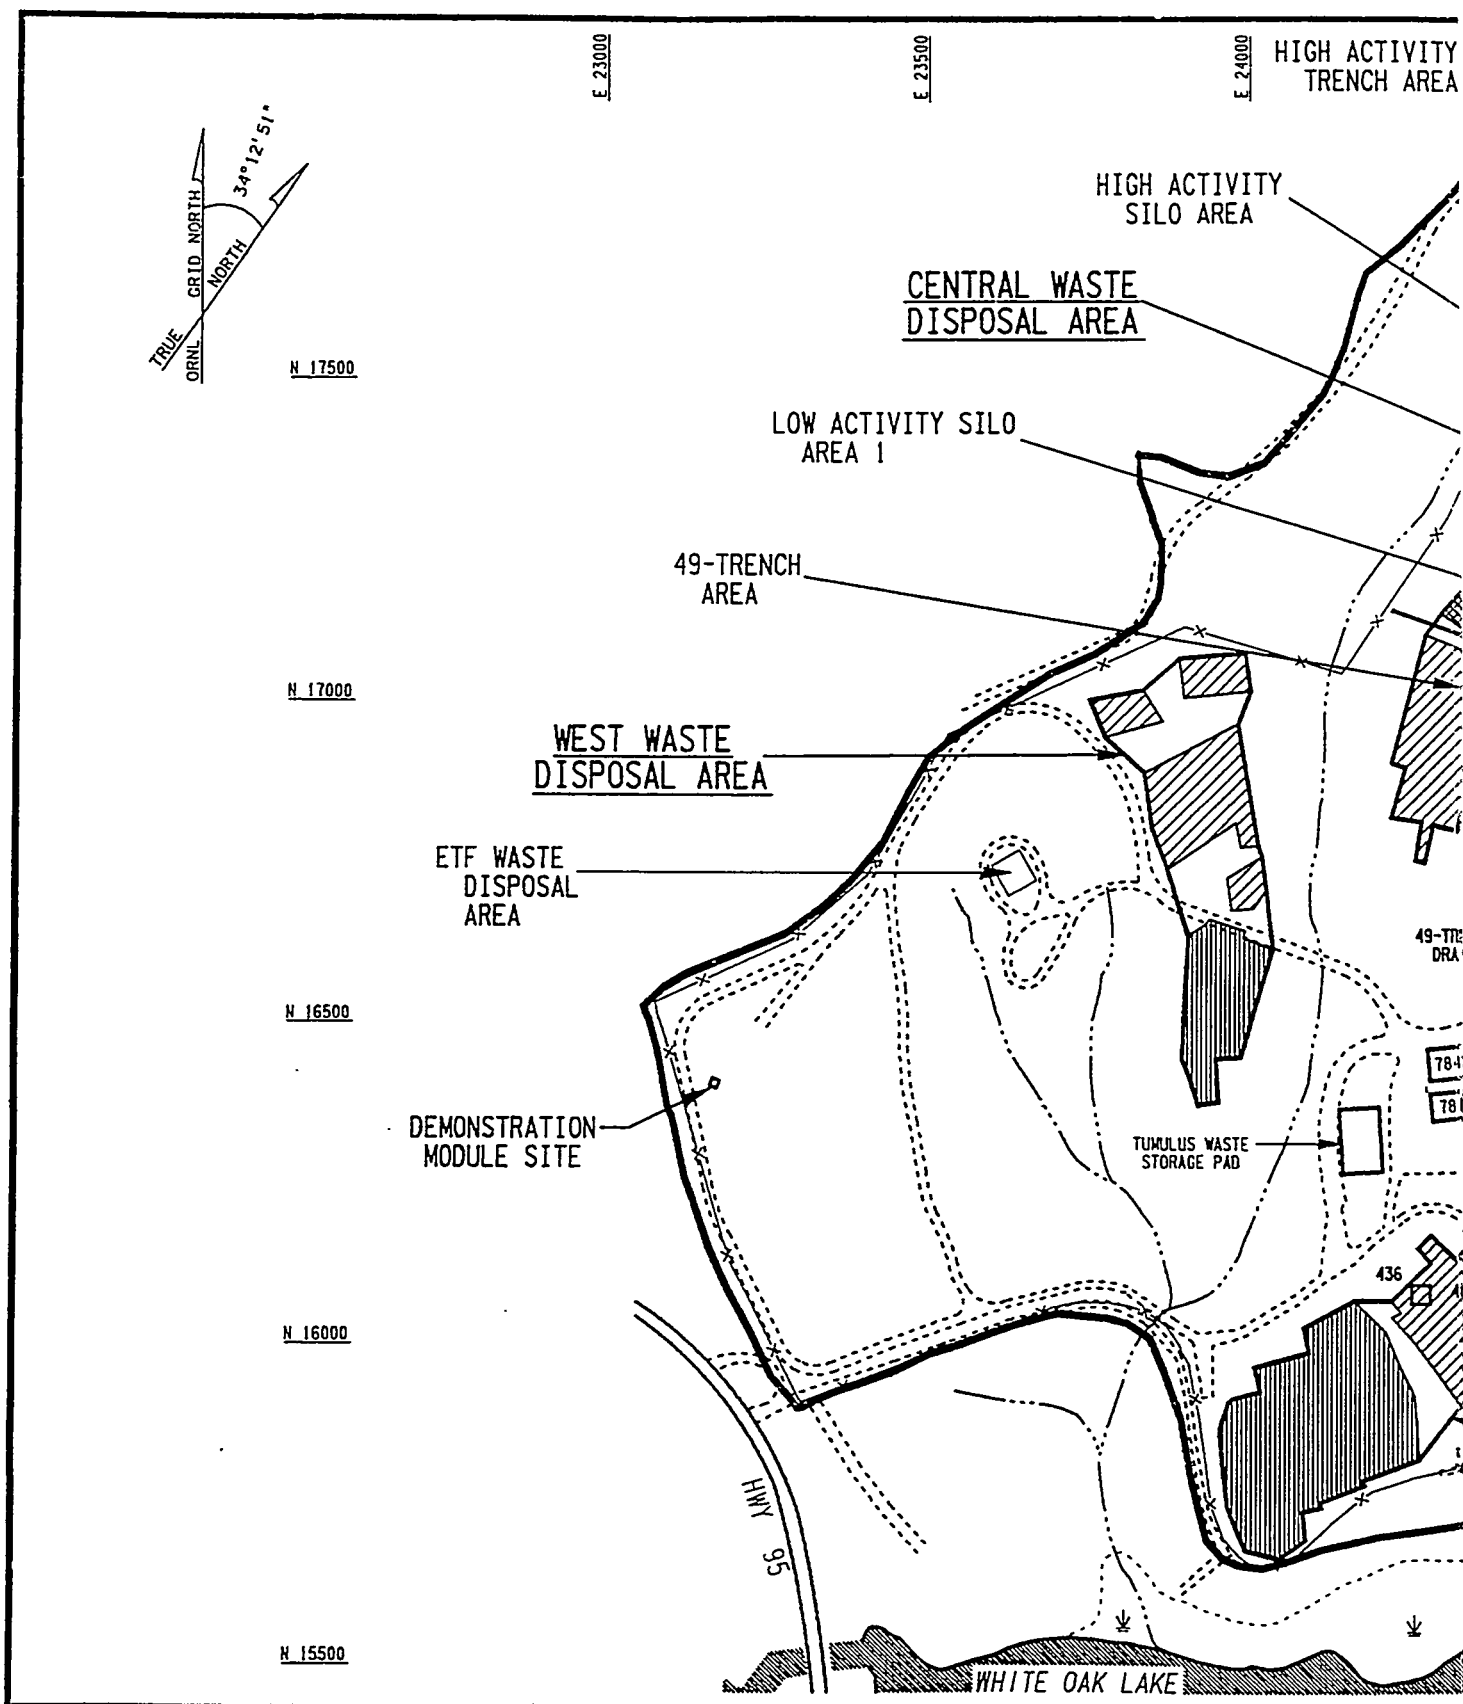 E 23000
E 23500
E 24000
HIGH ACTIVITY
TRENCH AREA
34°12'51"
ORNL GRID NORTH
TRUE NORTH
HIGH ACTIVITY
SILO AREA
CENTRAL WASTE
DISPOSAL AREA
N 17500
LOW ACTIVITY SILO
AREA 1
49-TRENCH
AREA
N 17000
WEST WASTE
DISPOSAL AREA
ETF WASTE
DISPOSAL
AREA
N 16500
DEMONSTRATION
MODULE SITE
TUMULUS WASTE
STORAGE PAD
436
N 16000
HWY 95
N 15500
WHITE OAK LAKE